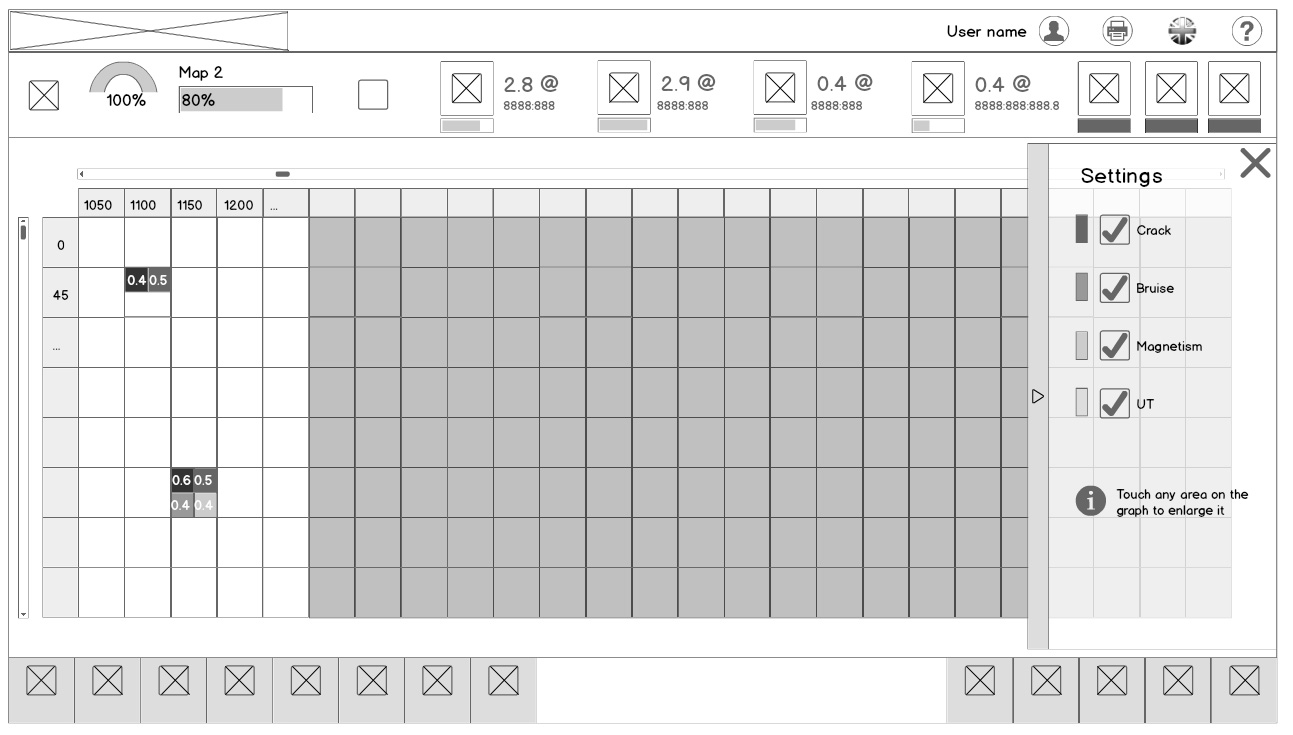 User name
?
100%
Map 2
80%
2.8 @
8888:888
2.9 @
8888:888
0.4 @
8888:888
0.4 @
8888:888:888.8
Settings
1050 1100 1150 1200 ...
0
45
...
0.4 0.5
0.6 0.5
0.4 0.4
Crack
Bruise
Magnetism
UT
i
Touch any area on the
graph to enlarge it